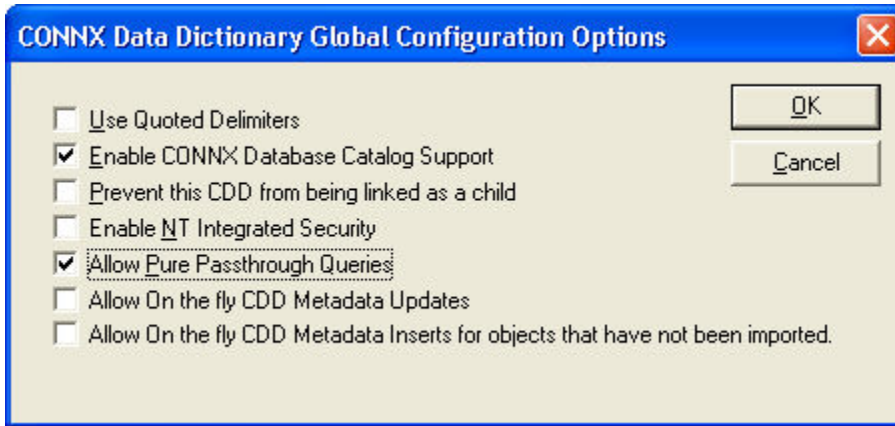 CONNX Data Dictionary Global Configuration Options
Use Quoted Delimiters
Enable CONNX Database Catalog Support
Prevent this CDD from being linked as a child
Enable NT Integrated Security
Allow Pure Passthrough Queries
Allow On the fly CDD Metadata Updates
Allow On the fly CDD Metadata Inserts for objects that have not been imported.
OK
Cancel